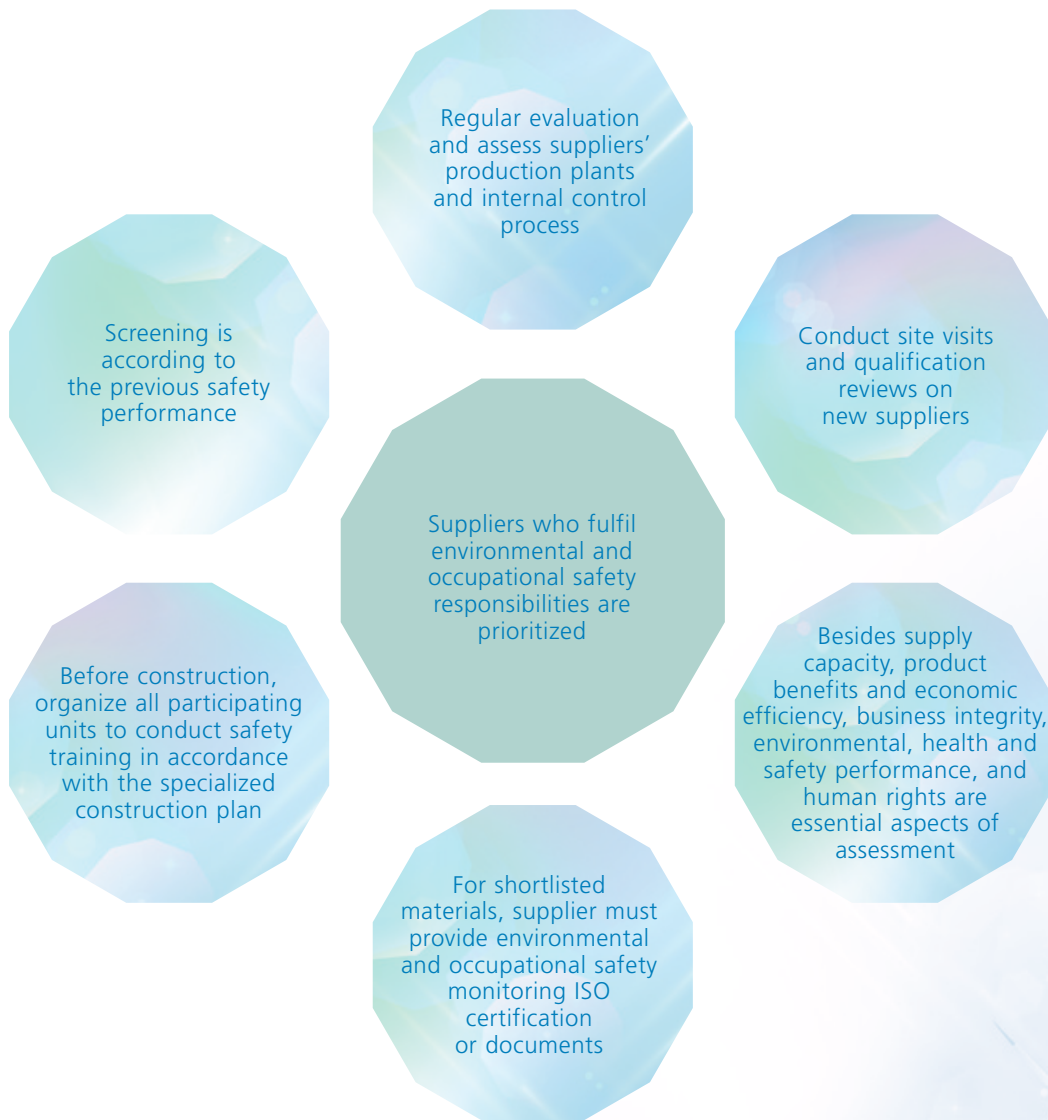 Regular evaluation
and assess suppliers’
production plants
and internal control
process
Screening is
according to
the previous safety
performance
Conduct site visits
and qualification
reviews on
new suppliers
Suppliers who fulfil
environmental and
occupational safety
responsibilities are
prioritized
Before construction,
organize all participating
units to conduct safety
training in accordance
with the specialized
construction plan
Besides supply
capacity, product
benefits and economic
efficiency, business integrity,
environmental, health and
safety performance, and
human rights are
essential aspects of
assessment
For shortlisted
materials, supplier must
provide environmental
and occupational safety
monitoring ISO
certification
or documents